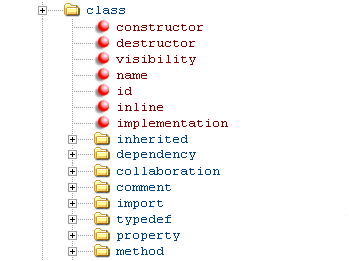 class
constructor
destructor
visibility
name
id
inline
implementation
inherited
dependency
collaboration
comment
import
typedef
property
method